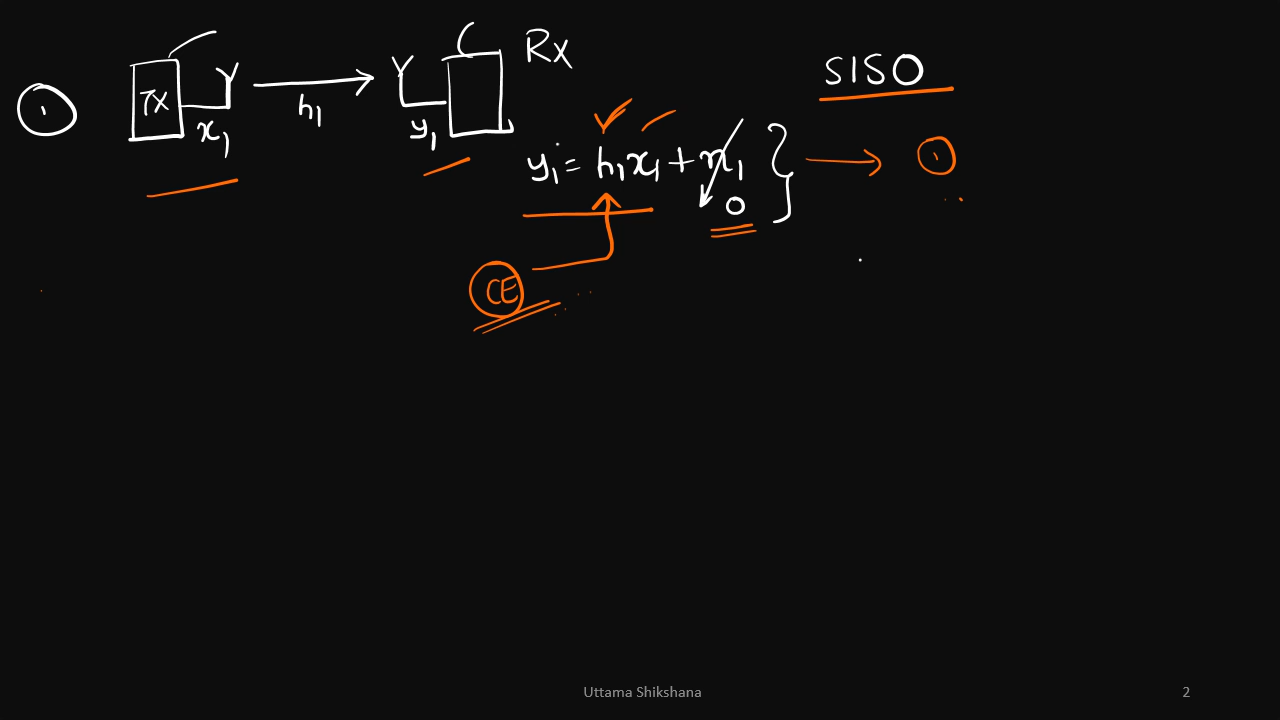 Rx
SISO
1
Tx
h₁
x₁
y₁
y₁ = h₁x₁ + n₁ } → 1
0
CE
Uttama Shikshana
2